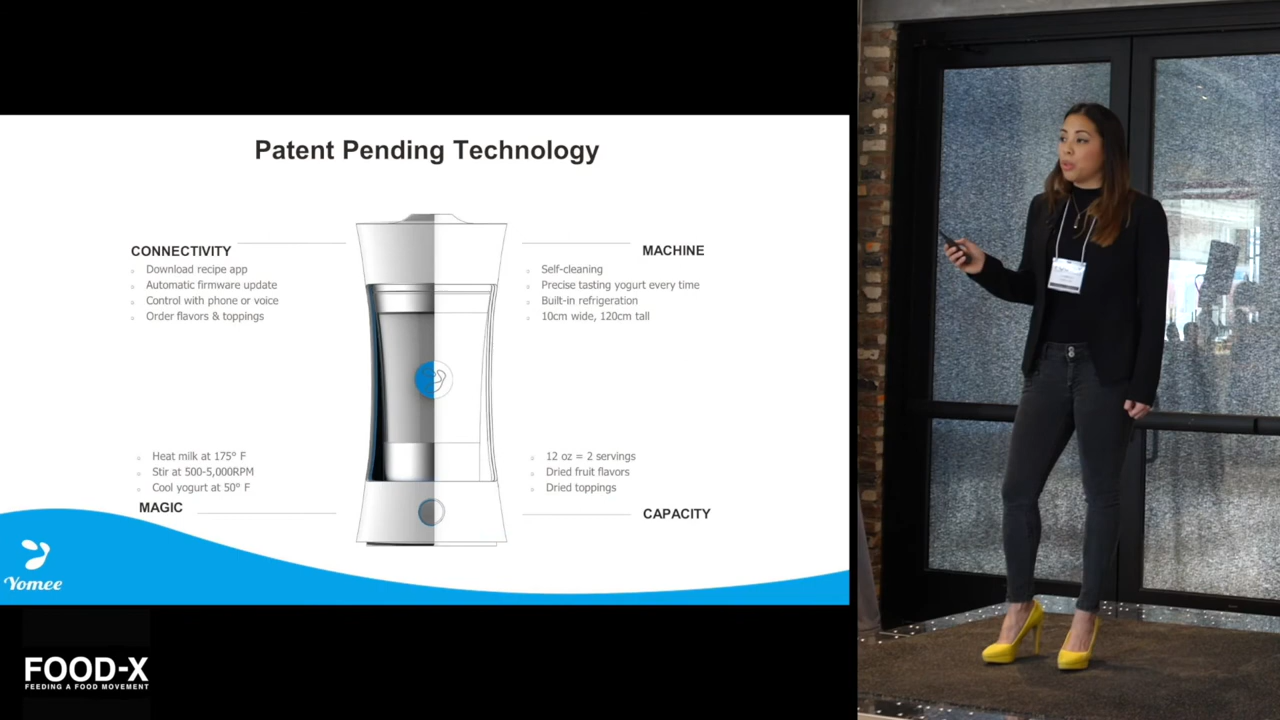 Patent Pending Technology
CONNECTIVITY
Download recipe app
Automatic firmware update
Control with phone or voice
Order flavors & toppings
MACHINE
Self-cleaning
Precise tasting yogurt every time
Built-in refrigeration
10cm wide, 120cm tall
Heat milk at 175° F
Stir at 500-5,000RPM
Cool yogurt at 50° F
MAGIC
12 oz = 2 servings
Dried fruit flavors
Dried toppings
CAPACITY
Yomee
FOOD-X
FEEDING A FOOD MOVEMENT